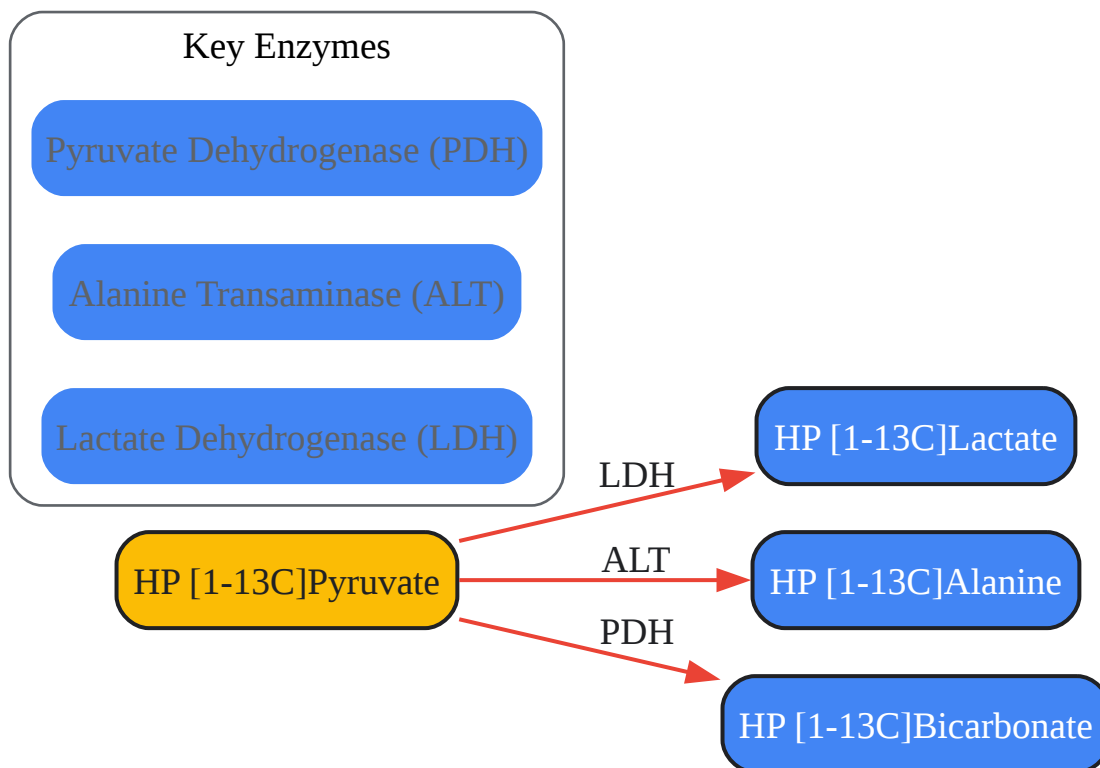 Key Enzymes
Pyruvate Dehydrogenase (PDH)
Alanine Transaminase (ALT)
Lactate Dehydrogenase (LDH)
HP [1-13C]Pyruvate
LDH
ALT
PDH
HP [1-13C]Lactate
HP [1-13C]Alanine
HP [1-13C]Bicarbonate